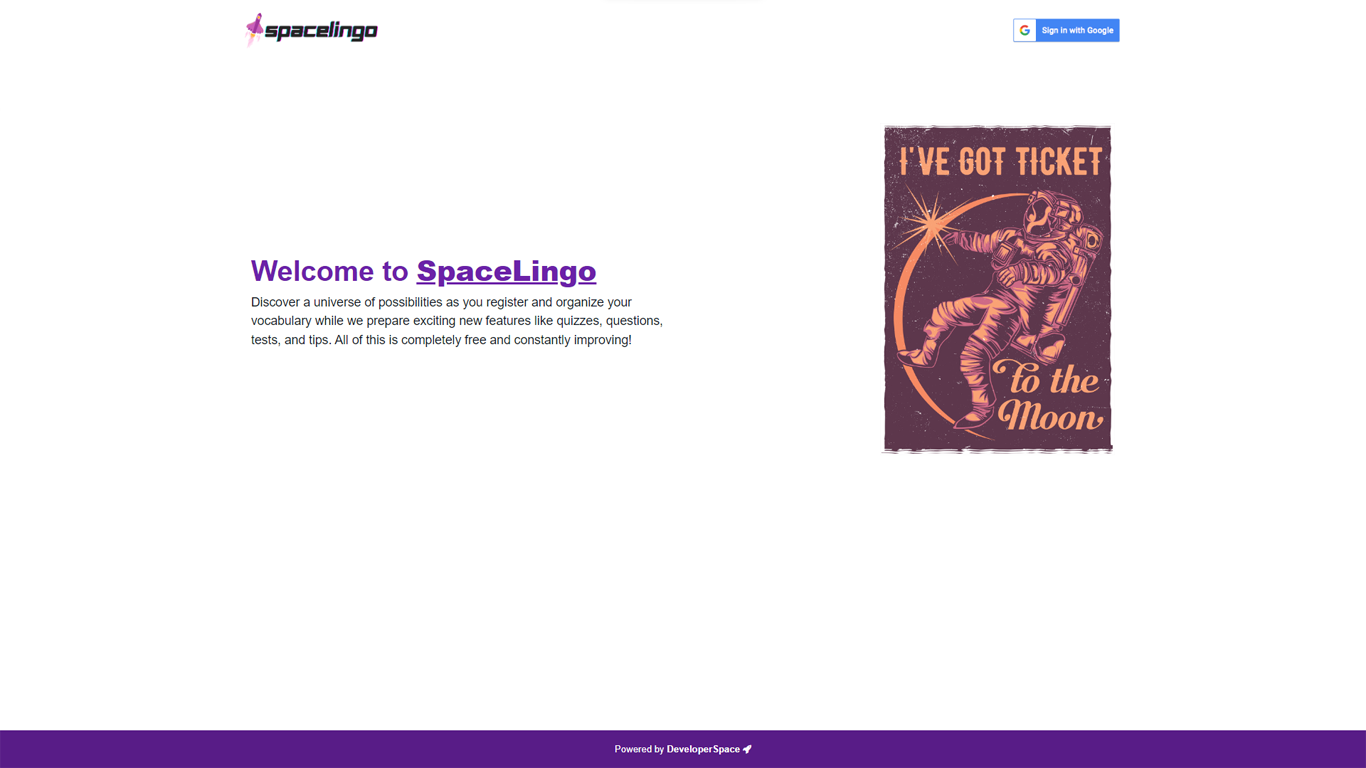 spacelingo
Sign in with Google
I'VE GOT TICKET
Welcome to SpaceLingo
Discover a universe of possibilities as you register and organize your
vocabulary while we prepare exciting new features like quizzes, questions,
tests, and tips. All of this is completely free and constantly improving!
to the
Moon
Powered by DeveloperSpace